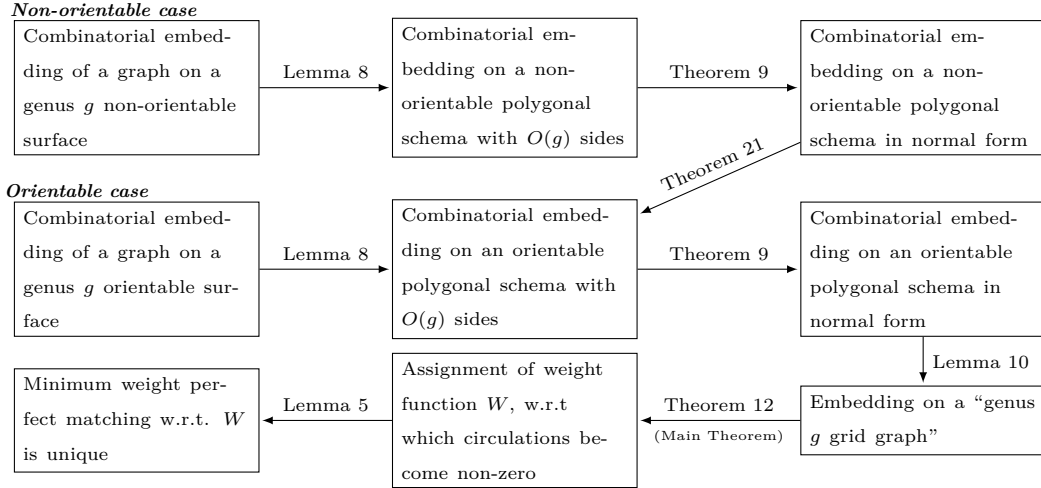 Non-orientable case
Combinatorial embed-
ding of a graph on a
genus g non-orientable
surface
Lemma 8
Combinatorial em-
bedding on a non-
orientable polygonal
schema with O(g) sides
Theorem 9
Combinatorial em-
bedding on a non-
orientable polygonal
schema in normal form
Theorem 21
Orientable case
Combinatorial embed-
ding of a graph on a
genus g orientable sur-
face
Lemma 8
Combinatorial embed-
ding on an orientable
polygonal schema with
O(g) sides
Theorem 9
Combinatorial embed-
ding on an orientable
polygonal schema in
normal form
Lemma 10
Minimum weight per-
fect matching w.r.t. W
is unique
Lemma 5
Assignment of weight
function W, w.r.t
which circulations be-
come non-zero
Theorem 12
(Main Theorem)
Embedding on a “genus
g grid graph”